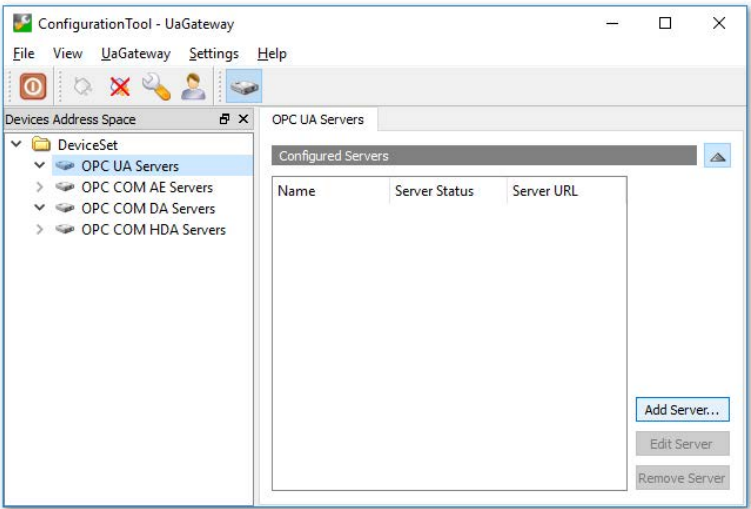 ConfigurationTool - UaGateway
File View UaGateway Settings Help
Devices Address Space
OPC UA Servers
DeviceSet
OPC UA Servers
OPC COM AE Servers
OPC COM DA Servers
OPC COM HDA Servers
Configured Servers
Name Server Status Server URL
Add Server...
Edit Server
Remove Server